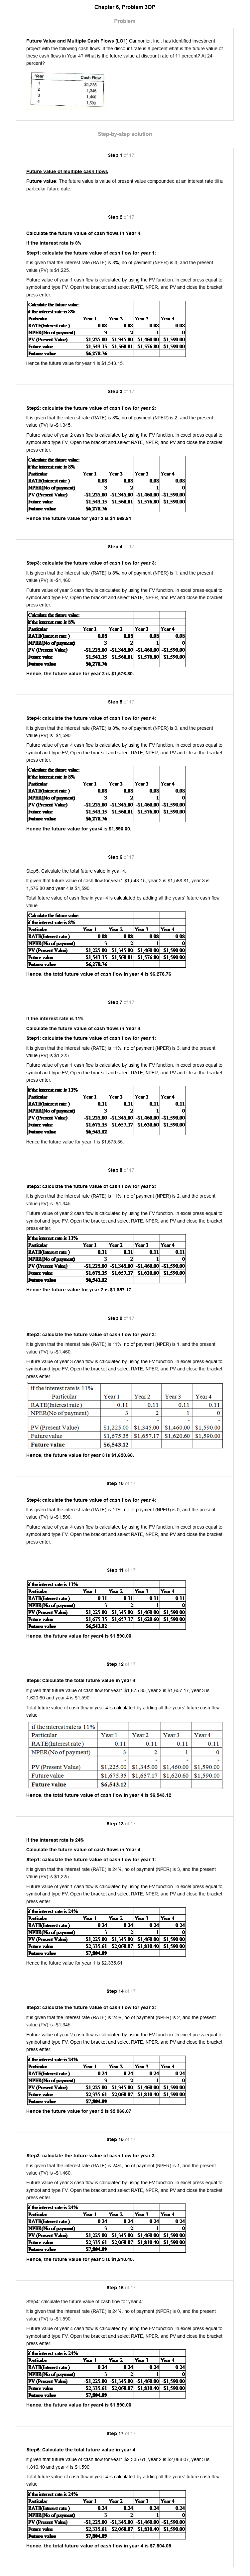 Chapter 6, Problem 3QP
Problem
Future Value and Multiple Cash Flows [LO1] Cannonier, Inc., has identified investment
project with the following cash flows. If the discount rate is 8 percent what is the future value of
these cash flows in Year 4? What is the future value at discount rate of 11 percent? At 24
percent?
Year Cash Flow
1 $1,225
2 1,345
3 1,460
4 1,590
Step-by-step solution
Step 1 of 17
Future value of multiple cash flows
Future value: The future value is value of present value compounded at an interest rate till a
particular future date.
Step 2 of 17
Calculate the future value of cash flows in Year 4.
If the interest rate is 8%
Step1: calculate the future value of cash flow for year 1:
It is given that the interest rate (RATE) is 8%, no of payment (NPER) is 3, and the present
value (PV) is $1,225.
Future value of year 1 cash flow is calculated by using the FV function. In excel press equal to
symbol and type FV. Open the bracket and select RATE, NPER, and PV and close the bracket
press enter.
Calculate the future value:
if the interest rate is 8%
Particular Year 1 Year 2 Year 3 Year 4
RATE(Interest rate ) 0.08 0.08 0.08 0.08
NPER(No of payment) 3 2 1 0
PV (Present Value) -$1,225.00 -$1,345.00 -$1,460.00 -$1,590.00
Future value $1,543.15 $1,568.81 $1,576.80 $1,590.00
Future value $6,278.76
Hence the future value for year 1 is $1,543.15.
Step 3 of 17
Step2: calculate the future value of cash flow for year 2:
It is given that the interest rate (RATE) is 8%, no of payment (NPER) is 2, and the present
value (PV) is -$1,345.
Future value of year 2 cash flow is calculated by using the FV function. In excel press equal to
symbol and type FV. Open the bracket and select RATE, NPER, and PV and close the bracket
press enter.
Calculate the future value:
if the interest rate is 8%
Particular Year 1 Year 2 Year 3 Year 4
RATE(Interest rate ) 0.08 0.08 0.08 0.08
NPER(No of payment) 3 2 1 0
PV (Present Value) -$1,225.00 -$1,345.00 -$1,460.00 -$1,590.00
Future value $1,543.15 $1,568.81 $1,576.80 $1,590.00
Future value $6,278.76
Hence the future value for year 2 is $1,568.81
Step 4 of 17
Step3: calculate the future value of cash flow for year 3:
It is given that the interest rate (RATE) is 8%, no of payment (NPER) is 1, and the present
value (PV) is -$1,460.
Future value of year 3 cash flow is calculated by using the FV function. In excel press equal to
symbol and type FV. Open the bracket and select RATE, NPER, and PV and close the bracket
press enter.
Calculate the future value:
if the interest rate is 8%
Particular Year 1 Year 2 Year 3 Year 4
RATE(Interest rate ) 0.08 0.08 0.08 0.08
NPER(No of payment) 3 2 1 0
PV (Present Value) -$1,225.00 -$1,345.00 -$1,460.00 -$1,590.00
Future value $1,543.15 $1,568.81 $1,576.80 $1,590.00
Future value $6,278.76
Hence, the future value for year 3 is $1,576.80.
Step 5 of 17
Step4: calculate the future value of cash flow for year 4:
It is given that the interest rate (RATE) is 8%, no of payment (NPER) is 0, and the present
value (PV) is -$1,590.
Future value of year 4 cash flow is calculated by using the FV function. In excel press equal to
symbol and type FV. Open the bracket and select RATE, NPER, and PV and close the bracket
press enter.
Calculate the future value:
if the interest rate is 8%
Particular Year 1 Year 2 Year 3 Year 4
RATE(Interest rate ) 0.08 0.08 0.08 0.08
NPER(No of payment) 3 2 1 0
PV (Present Value) -$1,225.00 -$1,345.00 -$1,460.00 -$1,590.00
Future value $1,543.15 $1,568.81 $1,576.80 $1,590.00
Future value $6,278.76
Hence the future value for year4 is $1,590.00.
Step 6 of 17
Step5: Calculate the total future value in year 4:
It given that future value of cash flow for year1 $1,543.15, year 2 is $1,568.81, year 3 is
1,576.80 and year 4 is $1,590
Total future value of cash flow in year 4 is calculated by adding all the years' future cash flow
value
Calculate the future value:
if the interest rate is 8%
Particular Year 1 Year 2 Year 3 Year 4
RATE(Interest rate ) 0.08 0.08 0.08 0.08
NPER(No of payment) 3 2 1 0
PV (Present Value) -$1,225.00 -$1,345.00 -$1,460.00 -$1,590.00
Future value $1,543.15 $1,568.81 $1,576.80 $1,590.00
Future value $6,278.76
Hence, the total future value of cash flow in year 4 is $6,278.76
Step 7 of 17
If the interest rate is 11%
Calculate the future value of cash flows in Year 4.
Step1: calculate the future value of cash flow for year 1:
It is given that the interest rate (RATE) is 11%, no of payment (NPER) is 3, and the present
value (PV) is $1,225.
Future value of year 1 cash flow is calculated by using the FV function. In excel press equal to
symbol and type FV. Open the bracket and select RATE, NPER, and PV and close the bracket
press enter.
if the interest rate is 11%
Particular Year 1 Year 2 Year 3 Year 4
RATE(Interest rate ) 0.11 0.11 0.11 0.11
NPER(No of payment) 3 2 1 0
PV (Present Value) -$1,225.00 -$1,345.00 -$1,460.00 -$1,590.00
Future value $1,675.35 $1,657.17 $1,620.60 $1,590.00
Future value $6,543.12
Hence the future value for year 1 is $1,675.35.
Step 8 of 17
Step2: calculate the future value of cash flow for year 2:
It is given that the interest rate (RATE) is 11%, no of payment (NPER) is 2, and the present
value (PV) is -$1,345.
Future value of year 2 cash flow is calculated by using the FV function. In excel press equal to
symbol and type FV. Open the bracket and select RATE, NPER, and PV and close the bracket
press enter.
if the interest rate is 11%
Particular Year 1 Year 2 Year 3 Year 4
RATE(Interest rate ) 0.11 0.11 0.11 0.11
NPER(No of payment) 3 2 1 0
PV (Present Value) -$1,225.00 -$1,345.00 -$1,460.00 -$1,590.00
Future value $1,675.35 $1,657.17 $1,620.60 $1,590.00
Future value $6,543.12
Hence the future value for year 2 is $1,657.17
Step 9 of 17
Step3: calculate the future value of cash flow for year 3:
It is given that the interest rate (RATE) is 11%, no of payment (NPER) is 1, and the present
value (PV) is -$1,460
Future value of year 3 cash flow is calculated by using the FV function. In excel press equal to
symbol and type FV. Open the bracket and select RATE, NPER, and PV and close the bracket
press enter.
if the interest rate is 11%
Particular Year 1 Year 2 Year 3 Year 4
RATE(Interest rate ) 0.11 0.11 0.11 0.11
NPER(No of payment) 3 2 1 0
- - - -
PV (Present Value) $1,225.00 $1,345.00 $1,460.00 $1,590.00
Future value $1,675.35 $1,657.17 $1,620.60 $1,590.00
Future value $6,543.12
Hence, the future value for year 3 is $1,620.60.
Step 10 of 17
Step4: calculate the future value of cash flow for year 4:
It is given that the interest rate (RATE) is 11%, no of payment (NPER) is 0, and the present
value (PV) is -$1,590.
Future value of year 4 cash flow is calculated by using the FV function. In excel press equal to
symbol and type FV. Open the bracket and select RATE, NPER, and PV and close the bracket
press enter.
Step 11 of 17
if the interest rate is 11%
Particular Year 1 Year 2 Year 3 Year 4
RATE(Interest rate ) 0.11 0.11 0.11 0.11
NPER(No of payment) 3 2 1 0
PV (Present Value) -$1,225.00 -$1,345.00 -$1,460.00 -$1,590.00
Future value $1,675.35 $1,657.17 $1,620.60 $1,590.00
Future value $6,543.12
Hence, the future value for year4 is $1,590.00.
Step 12 of 17
Step5: Calculate the total future value in year 4:
It given that future value of cash flow for year1 $1,675.35, year 2 is $1,657.17, year 3 is
1,620.60 and year 4 is $1,590
Total future value of cash flow in year 4 is calculated by adding all the years' future cash flow
value
if the interest rate is 11%
Particular Year 1 Year 2 Year 3 Year 4
RATE(Interest rate ) 0.11 0.11 0.11 0.11
NPER(No of payment) 3 2 1 0
- - - -
PV (Present Value) $1,225.00 $1,345.00 $1,460.00 $1,590.00
Future value $1,675.35 $1,657.17 $1,620.60 $1,590.00
Future value $6,543.12
Hence, the total future value of cash flow in year 4 is $6,543.12
Step 13 of 17
If the interest rate is 24%
Calculate the future value of cash flows in Year 4.
Step1: calculate the future value of cash flow for year 1:
It is given that the interest rate (RATE) is 24%, no of payment (NPER) is 3, and the present
value (PV) is $1,225
Future value of year 1 cash flow is calculated by using the FV function. In excel press equal to
symbol and type FV. Open the bracket and select RATE, NPER, and PV and close the bracket
press enter.
if the interest rate is 24%
Particular Year 1 Year 2 Year 3 Year 4
RATE(Interest rate ) 0.24 0.24 0.24 0.24
NPER(No of payment) 3 2 1 0
PV (Present Value) -$1,225.00 -$1,345.00 -$1,460.00 -$1,590.00
Future value $2,335.61 $2,068.07 $1,810.40 $1,590.00
Future value $7,804.09
Hence the future value for year 1 is $2,335.61
Step 14 of 17
Step2: calculate the future value of cash flow for year 2:
It is given that the interest rate (RATE) is 24%, no of payment (NPER) is 2, and the present
value (PV) is -$1,345.
Future value of year 2 cash flow is calculated by using the FV function. In excel press equal to
symbol and type FV. Open the bracket and select RATE, NPER, and PV and close the bracket
press enter.
if the interest rate is 24%
Particular Year 1 Year 2 Year 3 Year 4
RATE(Interest rate ) 0.24 0.24 0.24 0.24
NPER(No of payment) 3 2 1 0
PV (Present Value) -$1,225.00 -$1,345.00 -$1,460.00 -$1,590.00
Future value $2,335.61 $2,068.07 $1,810.40 $1,590.00
Future value $7,804.09
Hence the future value for year 2 is $2,068.07
Step 15 of 17
Step3: calculate the future value of cash flow for year 3:
It is given that the interest rate (RATE) is 24%, no of payment (NPER) is 1, and the present
value (PV) is -$1,460.
Future value of year 3 cash flow is calculated by using the FV function. In excel press equal to
symbol and type FV. Open the bracket and select RATE, NPER, and PV and close the bracket
press enter.
if the interest rate is 24%
Particular Year 1 Year 2 Year 3 Year 4
RATE(Interest rate ) 0.24 0.24 0.24 0.24
NPER(No of payment) 3 2 1 0
PV (Present Value) -$1,225.00 -$1,345.00 -$1,460.00 -$1,590.00
Future value $2,335.61 $2,068.07 $1,810.40 $1,590.00
Future value $7,804.09
Hence, the future value for year 3 is $1,810.40.
Step 16 of 17
Step4: calculate the future value of cash flow for year 4:
It is given that the interest rate (RATE) is 24%, no of payment (NPER) is 0, and the present
value (PV) is -$1,590.
Future value of year 4 cash flow is calculated by using the FV function. In excel press equal to
symbol and type FV. Open the bracket and select RATE, NPER, and PV and close the bracket
press enter.
if the interest rate is 24%
Particular Year 1 Year 2 Year 3 Year 4
RATE(Interest rate ) 0.24 0.24 0.24 0.24
NPER(No of payment) 3 2 1 0
PV (Present Value) -$1,225.00 -$1,345.00 -$1,460.00 -$1,590.00
Future value $2,335.61 $2,068.07 $1,810.40 $1,590.00
Future value $7,804.09
Hence, the future value for year4 is $1,590.00.
Step 17 of 17
Step5: Calculate the total future value in year 4:
It given that future value of cash flow for year1 $2,335.61, year 2 is $2,068.07, year 3 is
1,810.40 and year 4 is $1,590
Total future value of cash flow in year 4 is calculated by adding all the years' future cash flow
value
if the interest rate is 24%
Particular Year 1 Year 2 Year 3 Year 4
RATE(Interest rate ) 0.24 0.24 0.24 0.24
NPER(No of payment) 3 2 1 0
PV (Present Value) -$1,225.00 -$1,345.00 -$1,460.00 -$1,590.00
Future value $2,335.61 $2,068.07 $1,810.40 $1,590.00
Future value $7,804.09
Hence, the total future value of cash flow in year 4 is $7,804.09